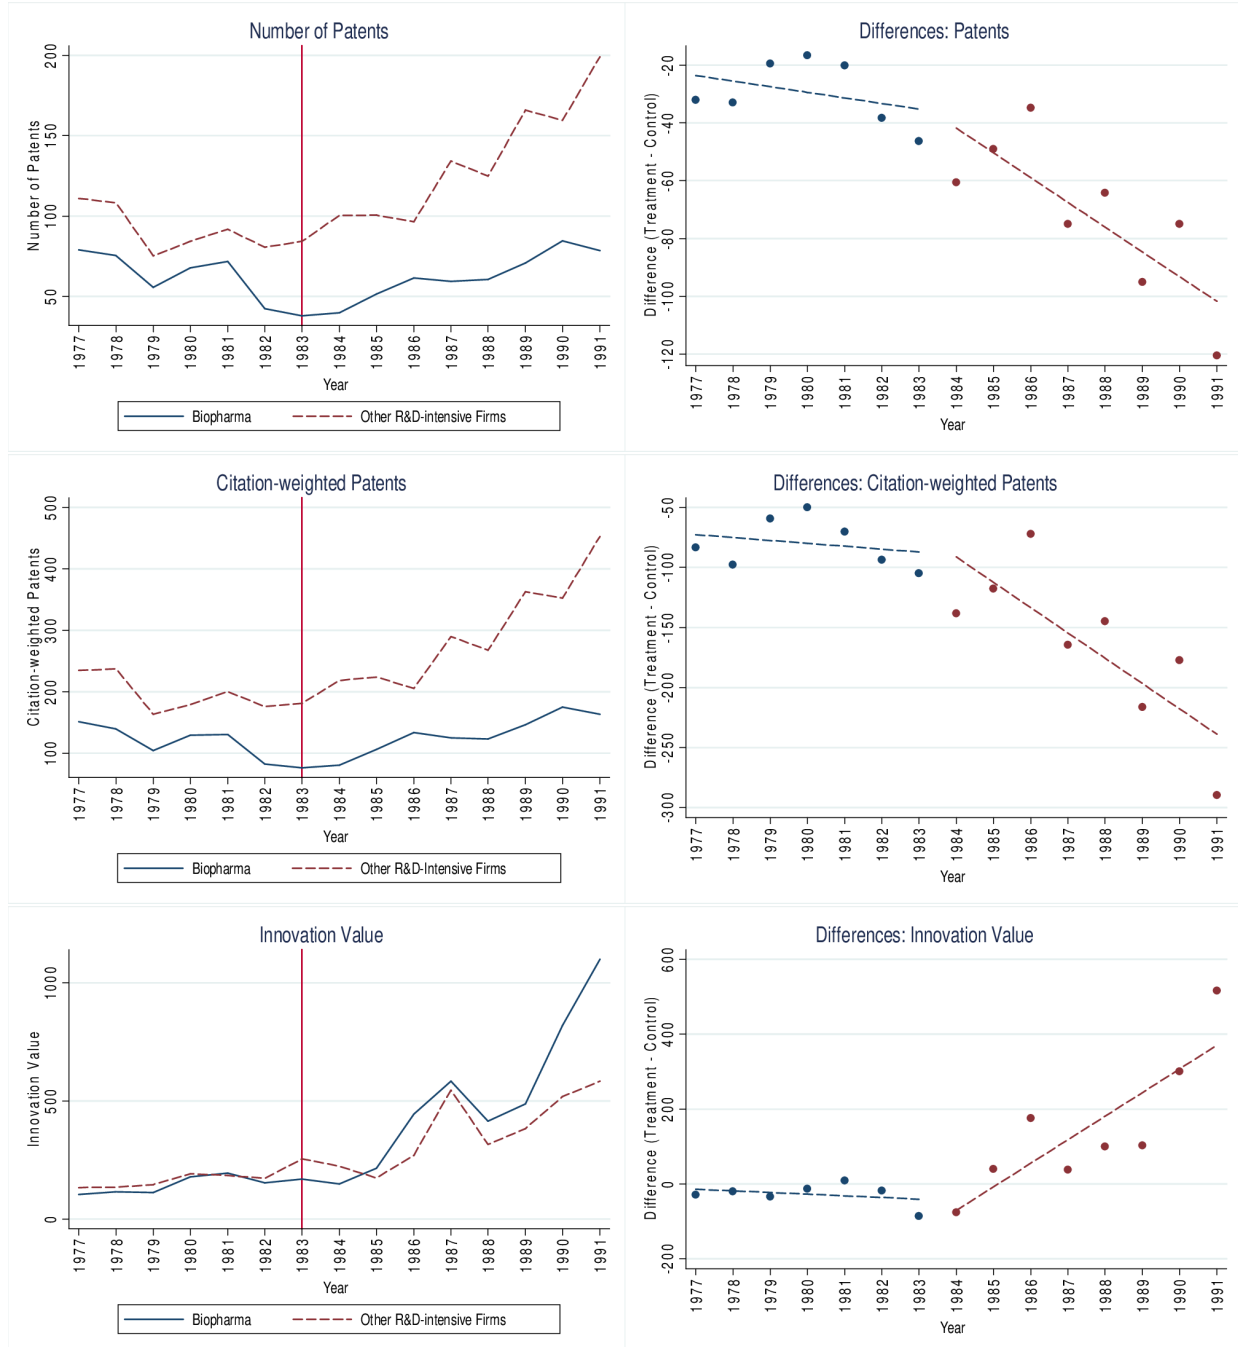 Number of Patents
Number of Patents
200
150
100
50
1977 1978 1979 1980 1981 1982 1983 1984 1985 1986 1987 1988 1989 1990 1991
Year
Biopharma Other R&D-intensive Firms
Differences: Patents
Difference (Treatment - Control)
-20
-40
-60
-80
-100
-120
1977 1978 1979 1980 1981 1982 1983 1984 1985 1986 1987 1988 1989 1990 1991
Year
Citation-weighted Patents
Citation-weighted Patents
500
400
300
200
100
1977 1978 1979 1980 1981 1982 1983 1984 1985 1986 1987 1988 1989 1990 1991
Year
Biopharma Other R&D-Intensive Firms
Differences: Citation-weighted Patents
Difference (Treatment - Control)
-50
-100
-150
-200
-250
-300
1977 1978 1979 1980 1981 1982 1983 1984 1985 1986 1987 1988 1989 1990 1991
Year
Innovation Value
Innovation Value
1000
500
0
1977 1978 1979 1980 1981 1982 1983 1984 1985 1986 1987 1988 1989 1990 1991
Year
Biopharma Other R&D-intensive Firms
Differences: Innovation Value
Difference (Treatment - Control)
600
400
200
0
-200
1977 1978 1979 1980 1981 1982 1983 1984 1985 1986 1987 1988 1989 1990 1991
Year